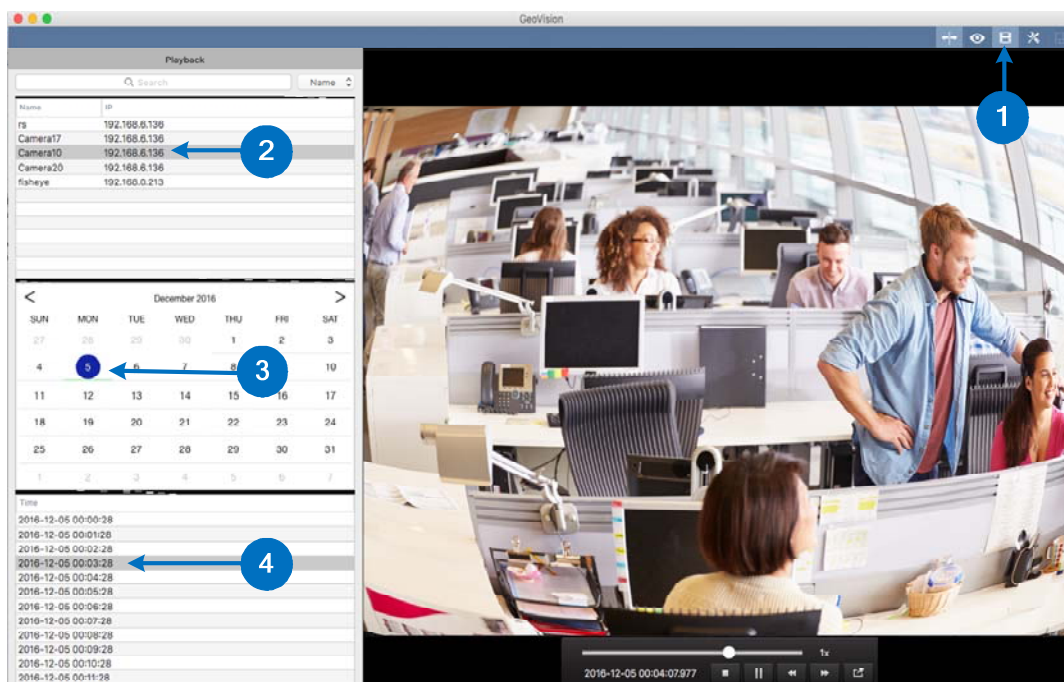 GeoVision
Playback
Search
Name
1
Name IP
rs 192.168.6.136
Camera17 192.168.6.136
Camera10 192.168.6.136
2
Camera20 192.168.6.136
fisheye 192.168.0.213
< December 2016 >
SUN MON TUE WED THU FRI SAT
27 28 29 30 1 2 3
4 5 6 7 8 10
3
11 12 13 14 15 16 17
18 19 20 21 22 23 24
25 26 27 28 29 30 31
1 2 3 4 5 6 7
Time
2016-12-05 00:00:28
2016-12-05 00:01:28
2016-12-05 00:02:28
2016-12-05 00:03:28
4
2016-12-05 00:04:28
2016-12-05 00:05:28
2016-12-05 00:06:28
2016-12-05 00:07:28
2016-12-05 00:08:28
2016-12-05 00:09:28
2016-12-05 00:10:28
2016-12-05 00:11:28
1x
2016-12-05 00:04:07.977